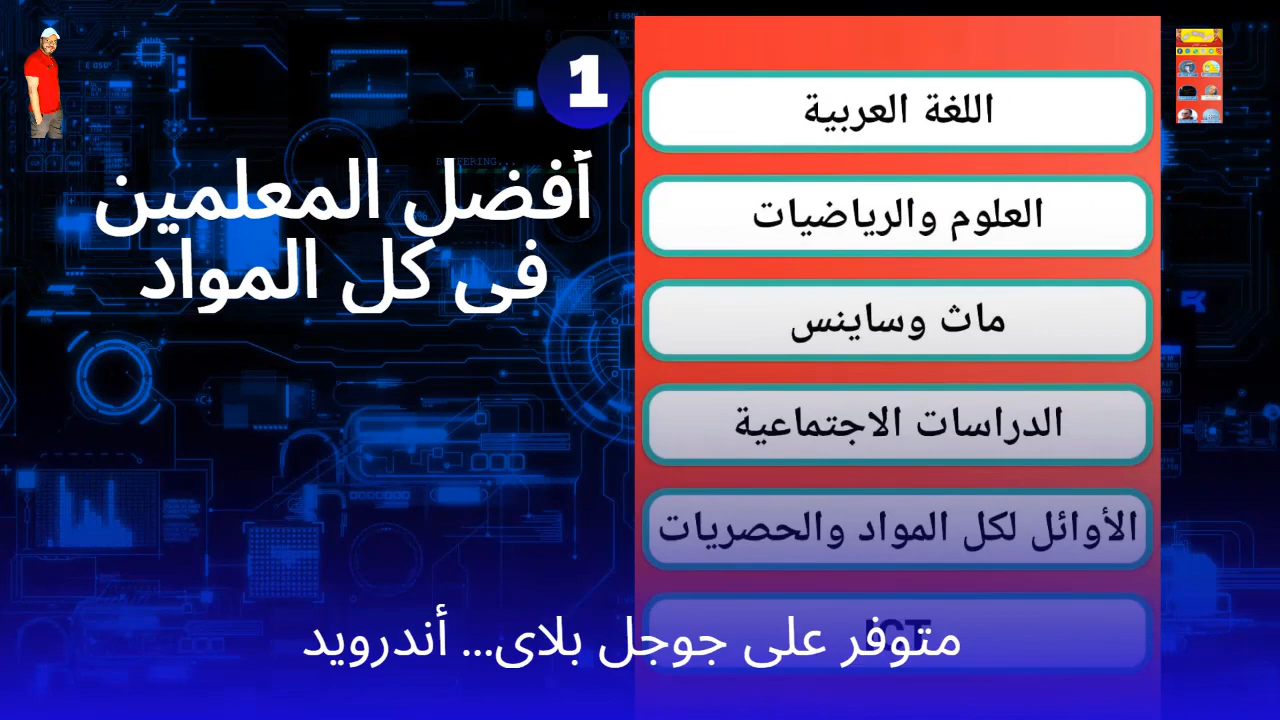 1
أفضل المعلمين
فى كل المواد
اللغة العربية
العلوم والرياضيات
ماث وساينس
الدراسات الاجتماعية
الأوائل لكل المواد والحصريات
ICT
متوفر على جوجل بلاى... أندرويد